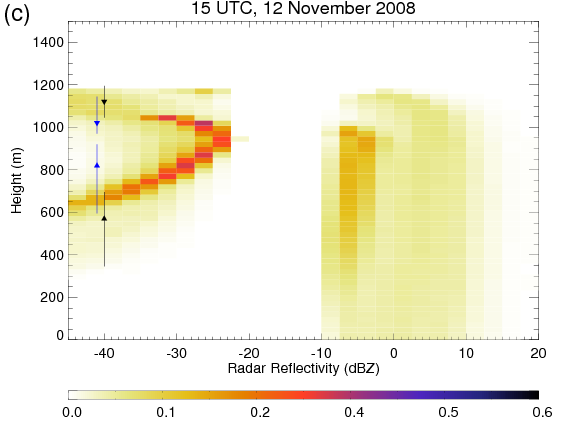 (c)
15 UTC, 12 November 2008
1400
1200
1000
800
600
400
200
0
Height (m)
-40 -30 -20 -10 0 10 20
Radar Reflectivity (dBZ)
0.0 0.1 0.2 0.4 0.5 0.6